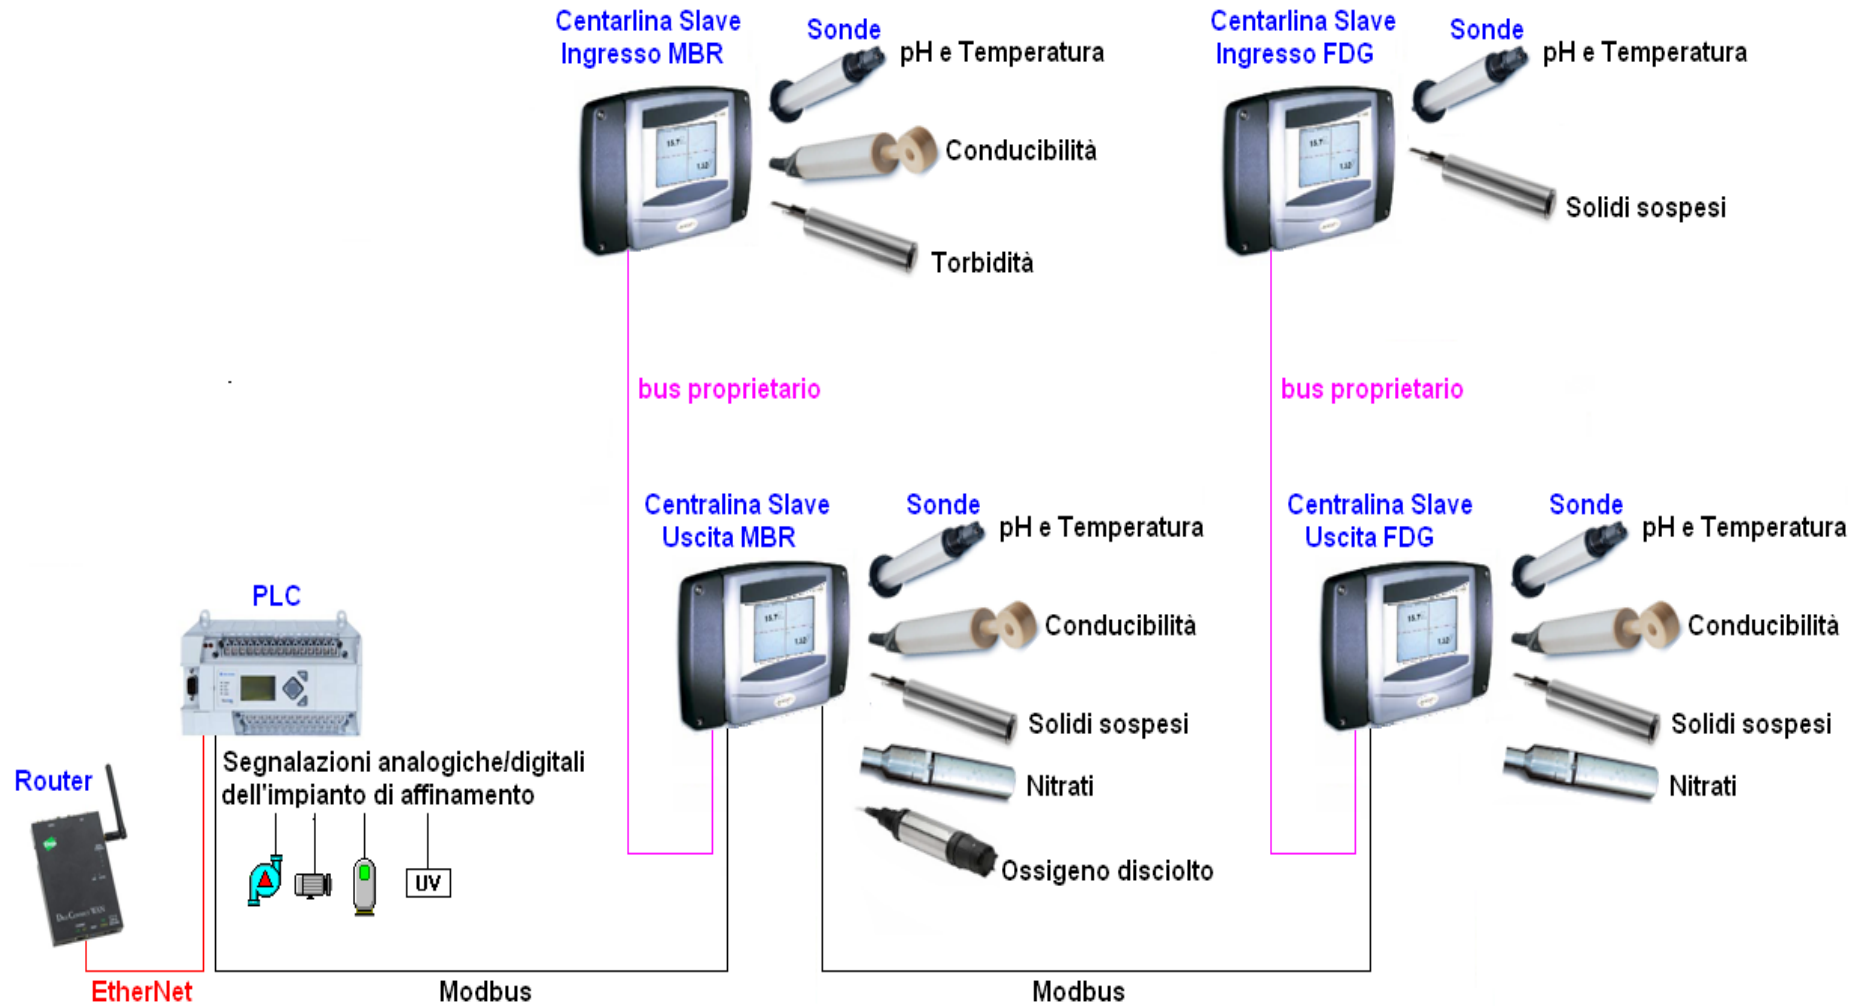 Centarlina Slave
Ingresso MBR
Sonde
pH e Temperatura
Conducibilità
Torbidità
Centarlina Slave
Ingresso FDG
Sonde
pH e Temperatura
Solidi sospesi
bus proprietario
bus proprietario
Centralina Slave
Uscita MBR
Sonde
pH e Temperatura
Conducibilità
Solidi sospesi
Nitrati
Ossigeno disciolto
Centralina Slave
Uscita FDG
Sonde
pH e Temperatura
Conducibilità
Solidi sospesi
Nitrati
PLC
Segnalazioni analogiche/digitali
dell'impianto di affinamento
UV
Router
EtherNet
Modbus
Modbus